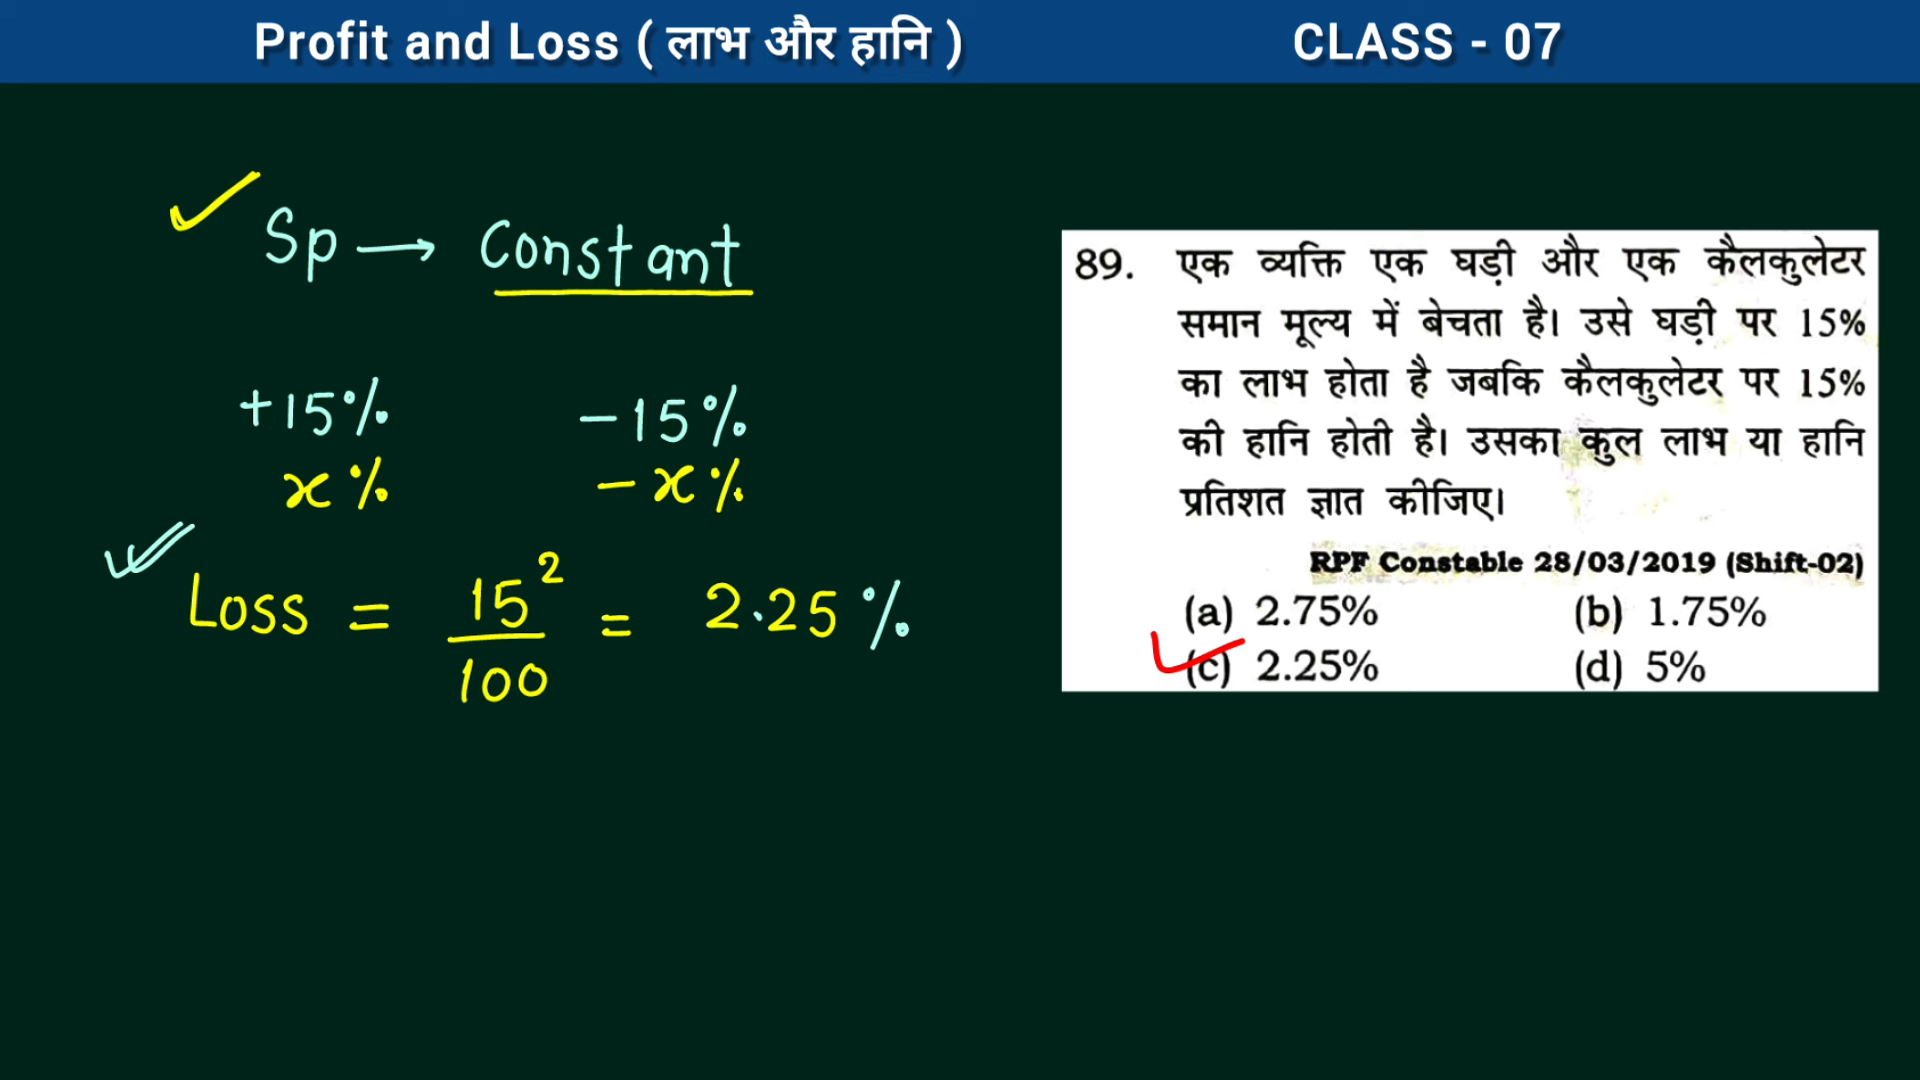 Profit and Loss ( लाभ और हानि )
CLASS - 07
Sp → Constant
+15% -15%
x% -x%
Loss = 15²/100 = 2.25%
89. एक व्यक्ति एक घड़ी और एक कैलकुलेटर
समान मूल्य में बेचता है। उसे घड़ी पर 15%
का लाभ होता है जबकि कैलकुलेटर पर 15%
की हानि होती है। उसका कुल लाभ या हानि
प्रतिशत ज्ञात कीजिए।
RPF Constable 28/03/2019 (Shift-02)
(a) 2.75% (b) 1.75%
(c) 2.25% (d) 5%